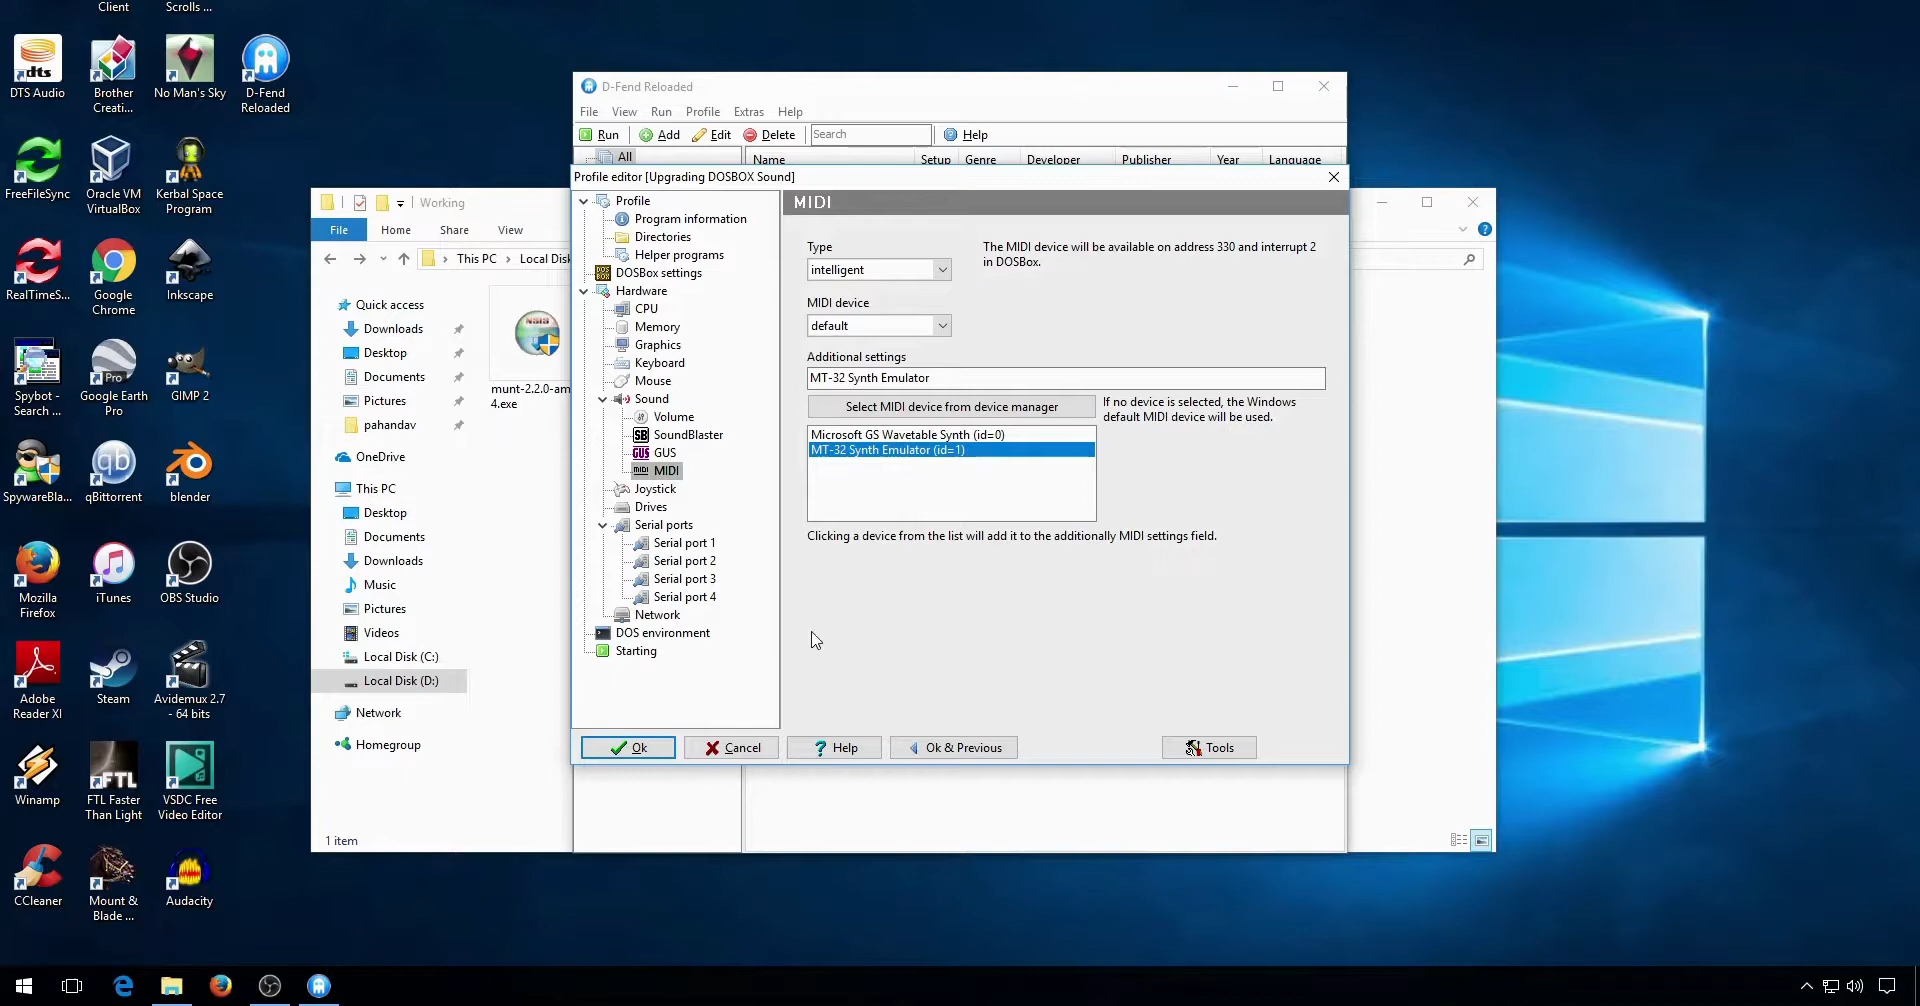 Client
Scrolls ...
dts
DTS Audio
Brother
Creati...
No Man's Sky
D-Fend
Reloaded
FreeFileSync
Oracle VM
VirtualBox
Kerbal Space
Program
RealTimeS...
Google
Chrome
Inkscape
Spybot -
Search ...
Pro
Google Earth
Pro
GIMP 2
SpywareBla...
qb
qBittorrent
blender
Mozilla
Firefox
iTunes
OBS Studio
Adobe
Reader XI
Steam
Avidemux 2.7
- 64 bits
Winamp
FTL
FTL Faster
Than Light
VSDC Free
Video Editor
CCleaner
Mount &
Blade ...
Audacity
Working
File
Home
Share
View
This PC
Local Disk
Quick access
Downloads
Desktop
Documents
Pictures
pahandav
OneDrive
This PC
Desktop
Documents
Downloads
Music
Pictures
Videos
Local Disk (C:)
Local Disk (D:)
Network
Homegroup
1 item
NSIS
munt-2.2.0-am
4.exe
D-Fend Reloaded
File View Run Profile Extras Help
Run Add Edit Delete Search Help
All
Name Setup Genre Developer Publisher Year Language
Profile editor [Upgrading DOSBOX Sound]
Profile
Program information
Directories
Helper programs
DOSBox settings
Hardware
CPU
Memory
Graphics
Keyboard
Mouse
Sound
Volume
SB SoundBlaster
GUS GUS
MIDI MIDI
Joystick
Drives
Serial ports
Serial port 1
Serial port 2
Serial port 3
Serial port 4
Network
DOS environment
Starting
MIDI
Type
intelligent
The MIDI device will be available on address 330 and interrupt 2
in DOSBox.
MIDI device
default
Additional settings
MT-32 Synth Emulator
Select MIDI device from device manager
If no device is selected, the Windows
default MIDI device will be used.
Microsoft GS Wavetable Synth (id=0)
MT-32 Synth Emulator (id=1)
Clicking a device from the list will add it to the additionally MIDI settings field.
Ok
Cancel
Help
Ok & Previous
Tools